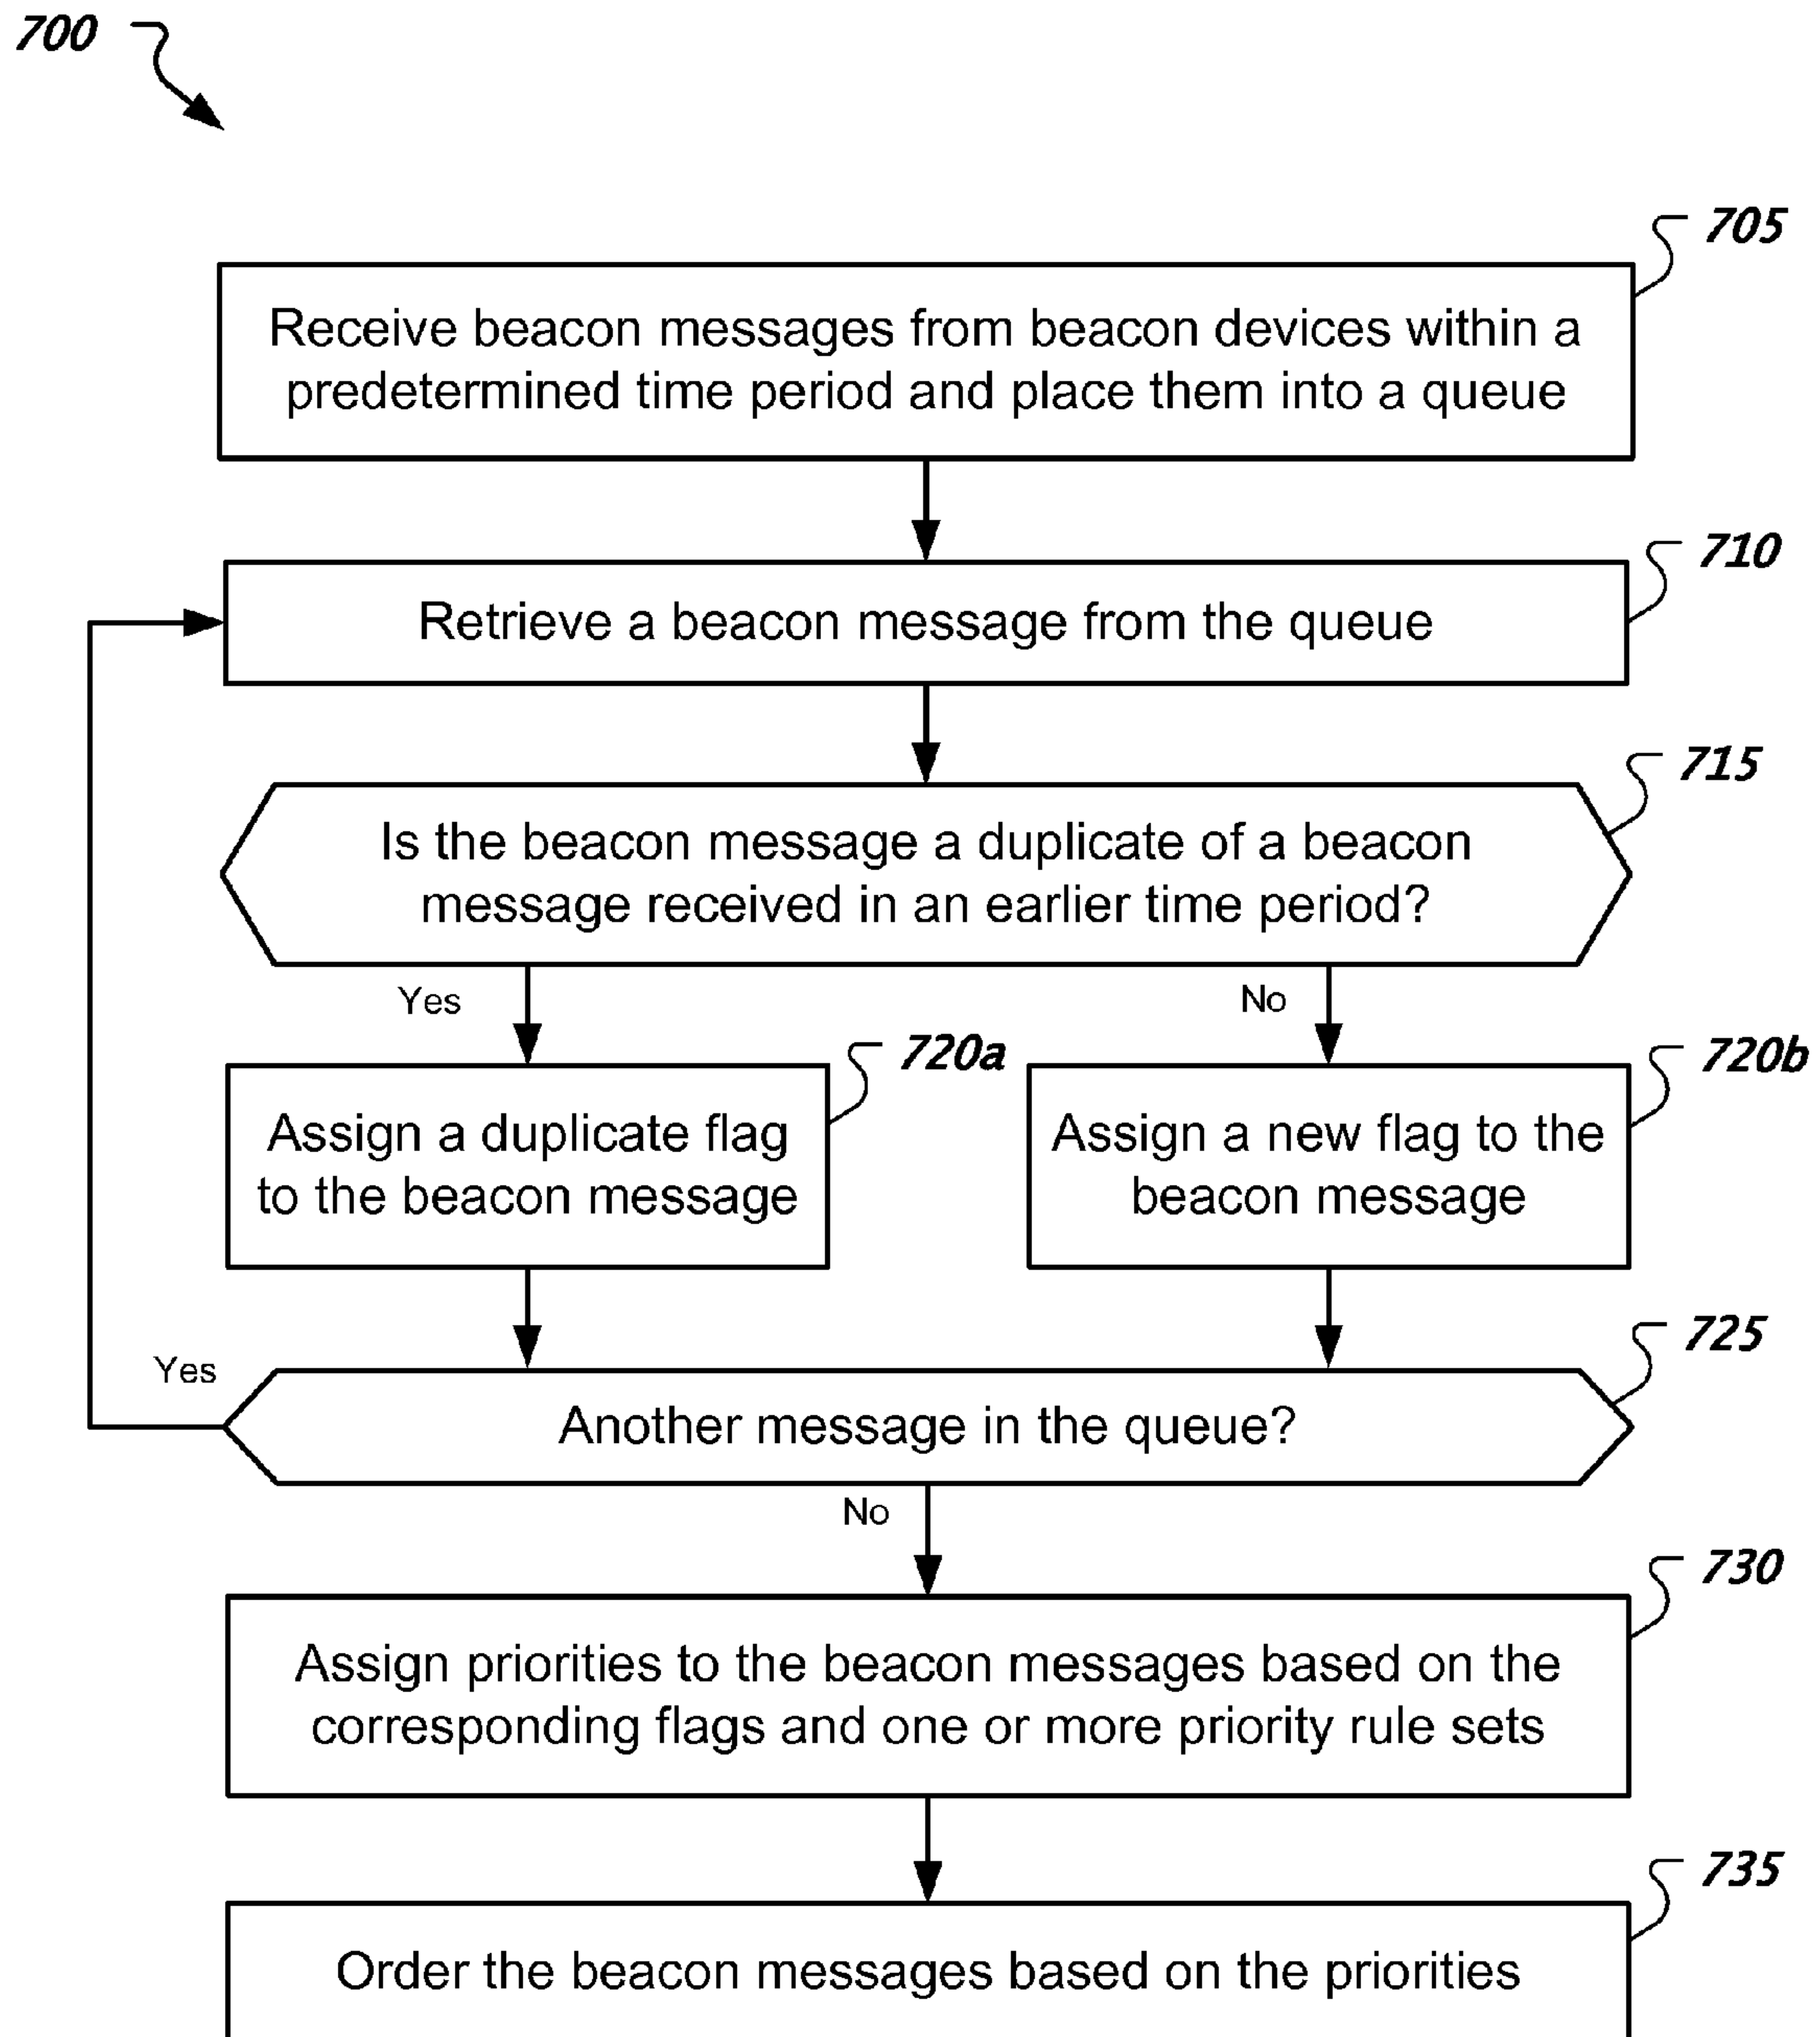 700
705
Receive beacon messages from beacon devices within a
predetermined time period and place them into a queue
710
Retrieve a beacon message from the queue
715
Is the beacon message a duplicate of a beacon
message received in an earlier time period?
Yes
No
720a
720b
Assign a duplicate flag
to the beacon message
Assign a new flag to the
beacon message
725
Yes
Another message in the queue?
No
730
Assign priorities to the beacon messages based on the
corresponding flags and one or more priority rule sets
735
Order the beacon messages based on the priorities